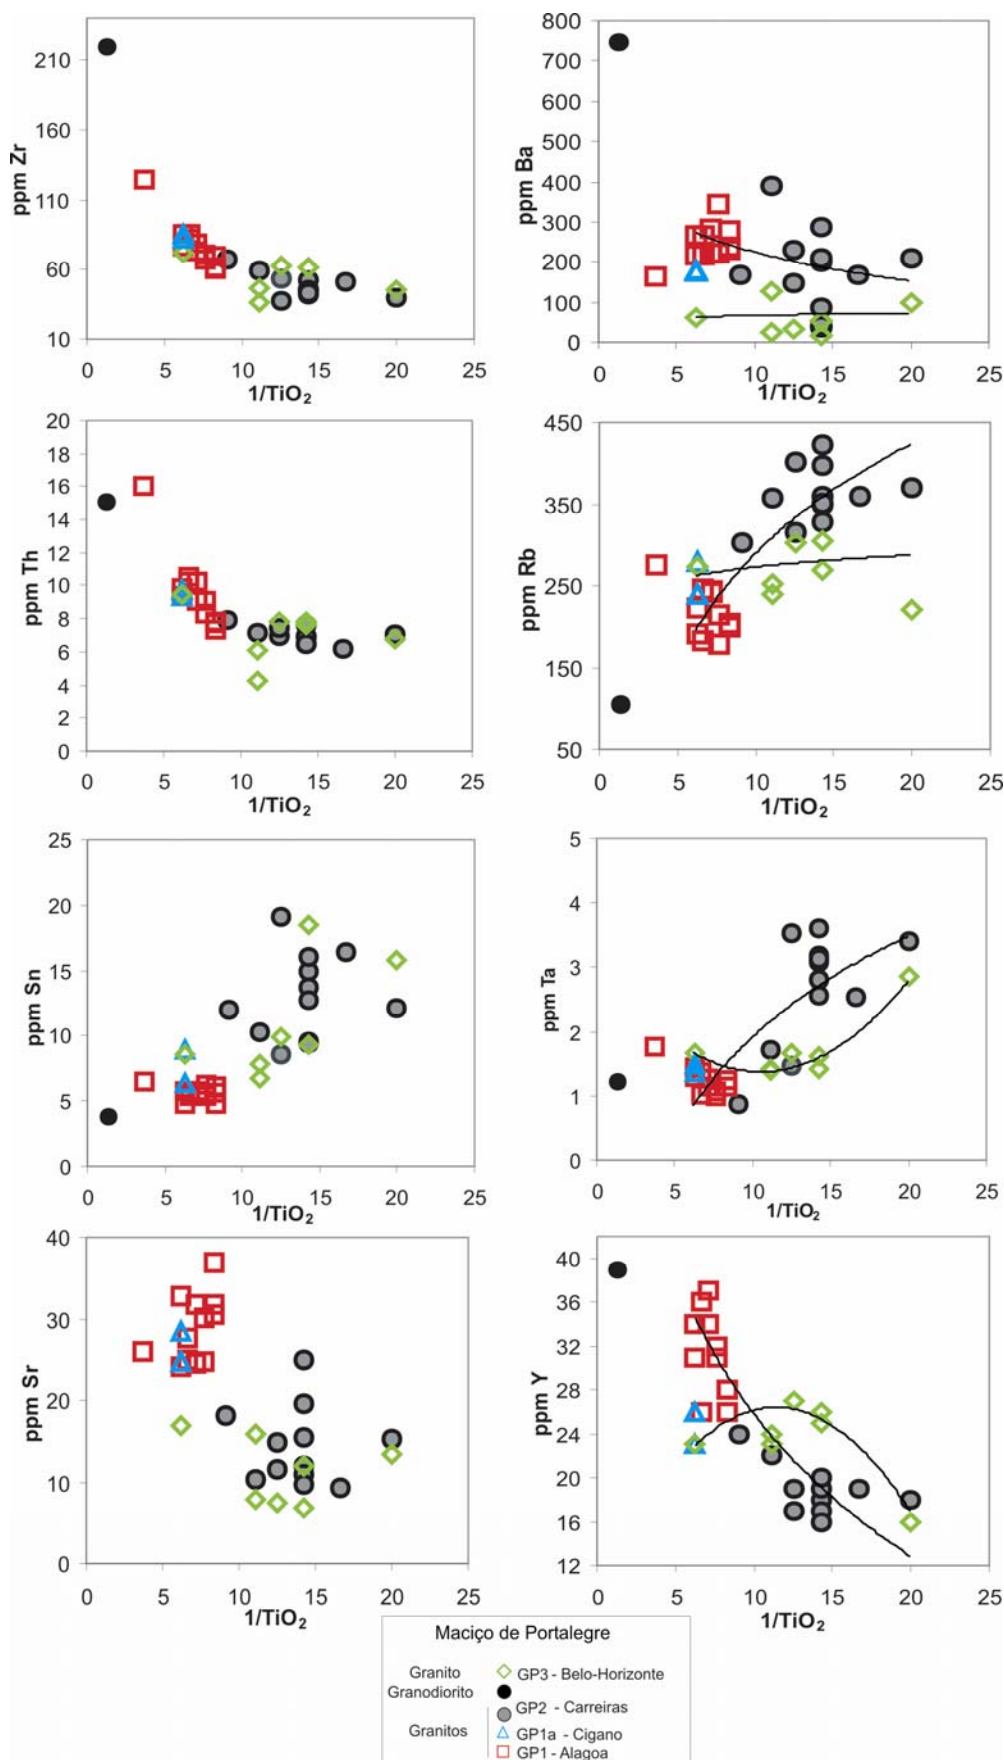 ppm Zr
210
160
110
60
10
0 5 10 15 20 25
1/TiO₂
ppm Ba
800
700
600
500
400
300
200
100
0
0 5 10 15 20 25
1/TiO₂
ppm Th
20
18
16
14
12
10
8
6
4
2
0
0 5 10 15 20 25
1/TiO₂
ppm Rb
450
350
250
150
50
0 5 10 15 20 25
1/TiO₂
ppm Sn
25
20
15
10
5
0
0 5 10 15 20 25
1/TiO₂
ppm Ta
5
4
3
2
1
0
0 5 10 15 20 25
1/TiO₂
ppm Sr
40
30
20
10
0
0 5 10 15 20 25
1/TiO₂
ppm Y
40
36
32
28
24
20
16
12
0 5 10 15 20 25
1/TiO₂
Maciço de Portalegre
Granito GP3 - Belo-Horizonte
Granodiorito
GP2 - Carreiras
Granitos GP1a - Cigano
GP1 - Alagoa